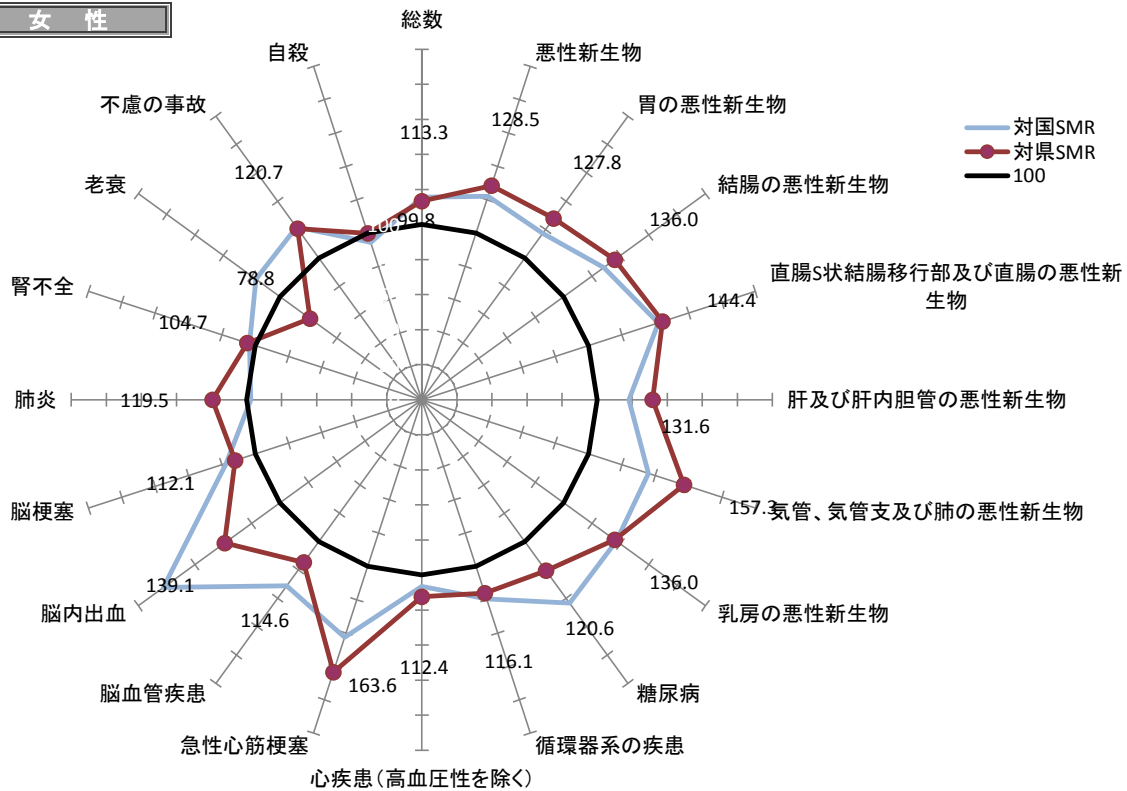 女 性
総数
113.3
99.8
悪性新生物
128.5
胃の悪性新生物
127.8
結腸の悪性新生物
136.0
直腸S状結腸移行部及び直腸の悪性新
生物
144.4
肝及び肝内胆管の悪性新生物
131.6
気管、気管支及び肺の悪性新生物
157.3
乳房の悪性新生物
136.0
糖尿病
120.6
循環器系の疾患
116.1
心疾患(高血圧性を除く)
112.4
急性心筋梗塞
163.6
脳血管疾患
114.6
脳内出血
139.1
脳梗塞
112.1
肺炎
119.5
腎不全
104.7
老衰
78.8
不慮の事故
120.7
自殺
100
対国SMR
対県SMR
100